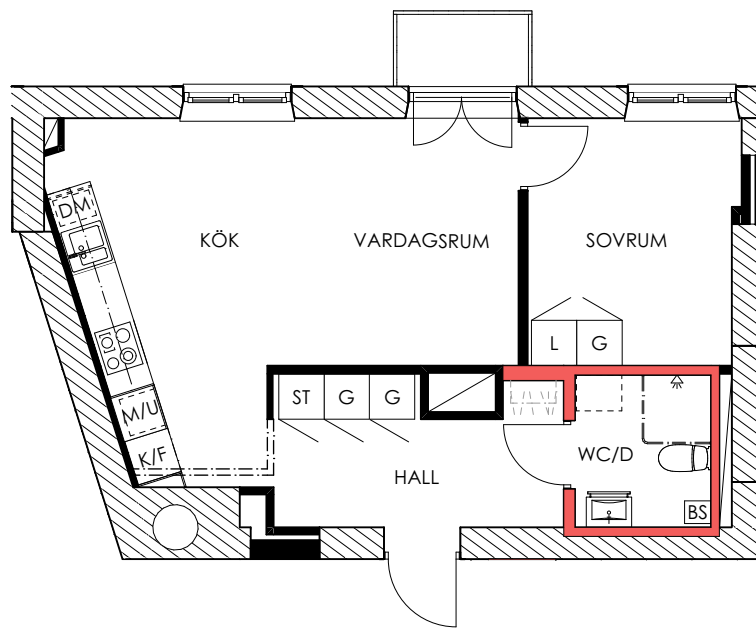 DM
KÖK
VARDAGSRUM
SOVRUM
L
G
ST
G
G
M/U
K/F
HALL
WC/D
BS